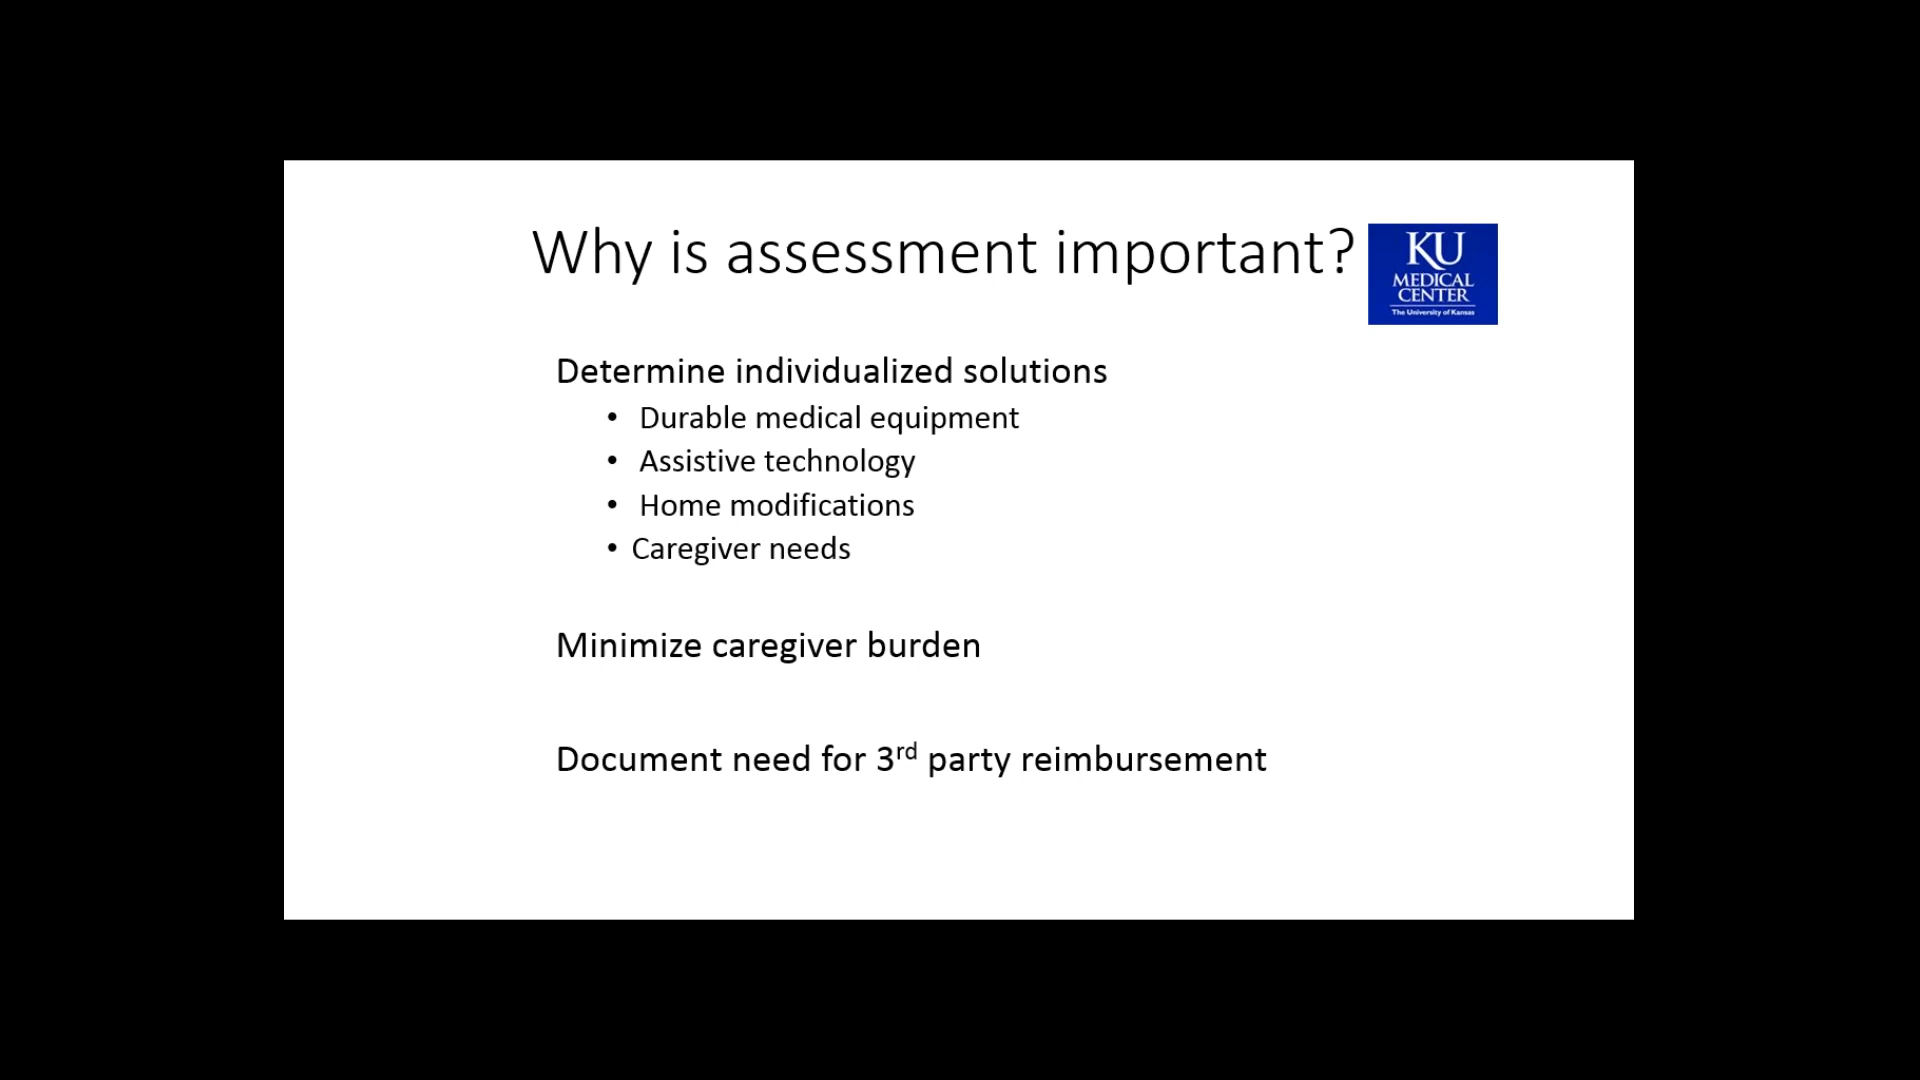 Why is assessment important?
KU
MEDICAL
CENTER
The University of Kansas
Determine individualized solutions
• Durable medical equipment
• Assistive technology
• Home modifications
• Caregiver needs
Minimize caregiver burden
Document need for 3rd party reimbursement